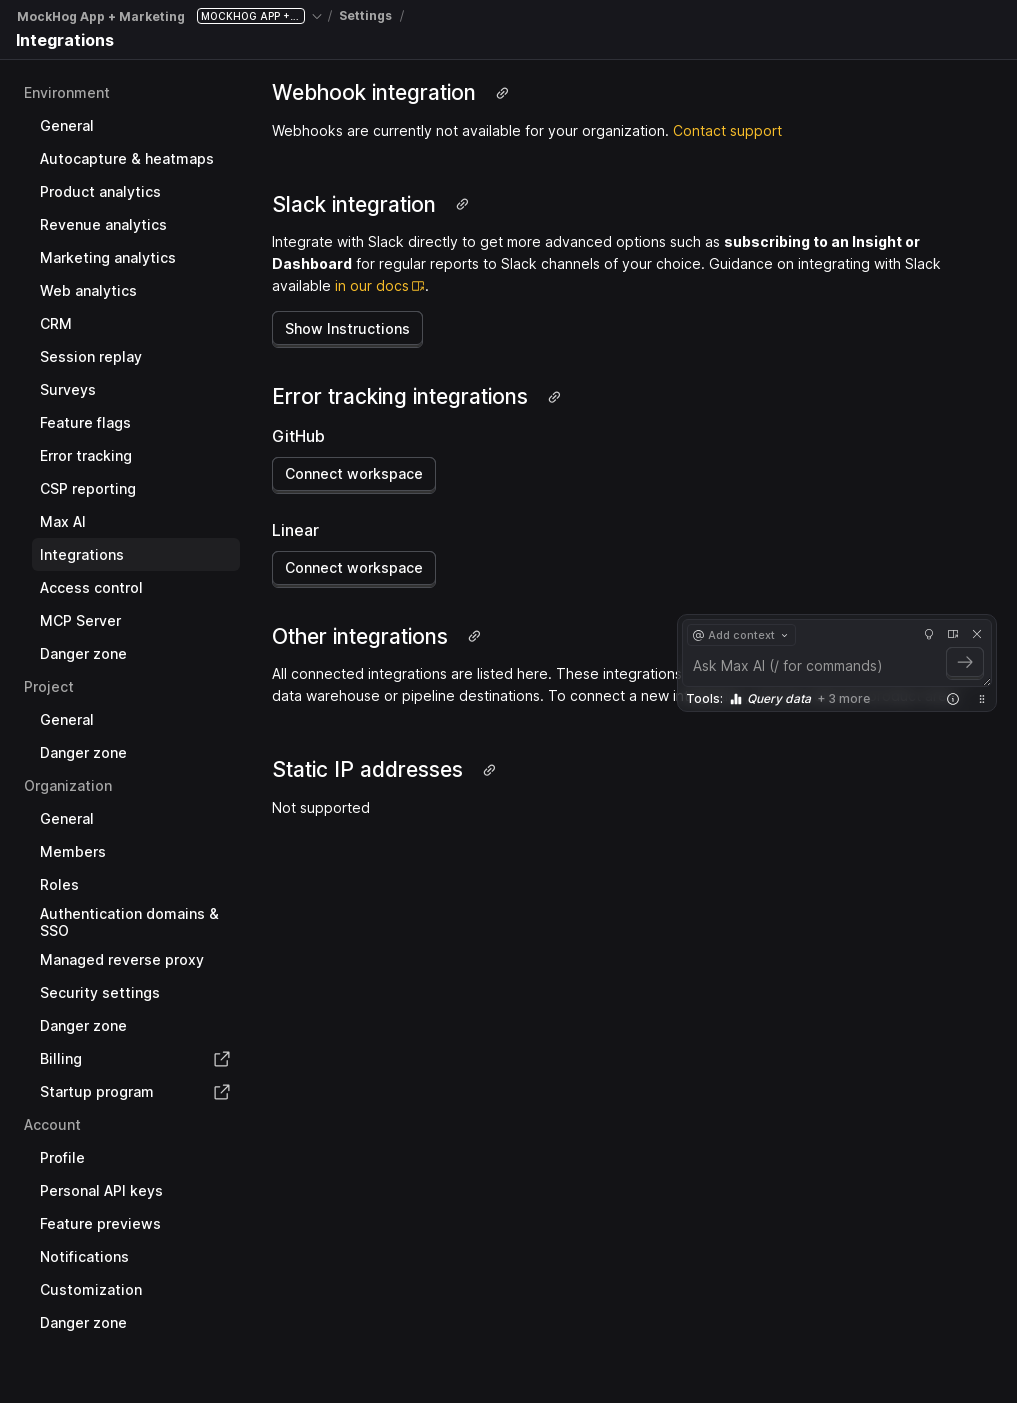 MockHog App + Marketing MOCKHOG APP +... / Settings /
Integrations
Environment
General
Autocapture & heatmaps
Product analytics
Revenue analytics
Marketing analytics
Web analytics
CRM
Session replay
Surveys
Feature flags
Error tracking
CSP reporting
Max AI
Integrations
Access control
MCP Server
Danger zone
Project
General
Danger zone
Organization
General
Members
Roles
Authentication domains &
SSO
Managed reverse proxy
Security settings
Danger zone
Billing
Startup program
Account
Profile
Personal API keys
Feature previews
Notifications
Customization
Danger zone
Webhook integration
Webhooks are currently not available for your organization. Contact support
Slack integration
Integrate with Slack directly to get more advanced options such as subscribing to an Insight or
Dashboard for regular reports to Slack channels of your choice. Guidance on integrating with Slack
available in our docs.
Show Instructions
Error tracking integrations
GitHub
Connect workspace
Linear
Connect workspace
Other integrations
All connected integrations are listed here. These integrations
data warehouse or pipeline destinations. To connect a new
Add context
Ask Max AI (/ for commands)
Tools: Query data + 3 more
Static IP addresses
Not supported